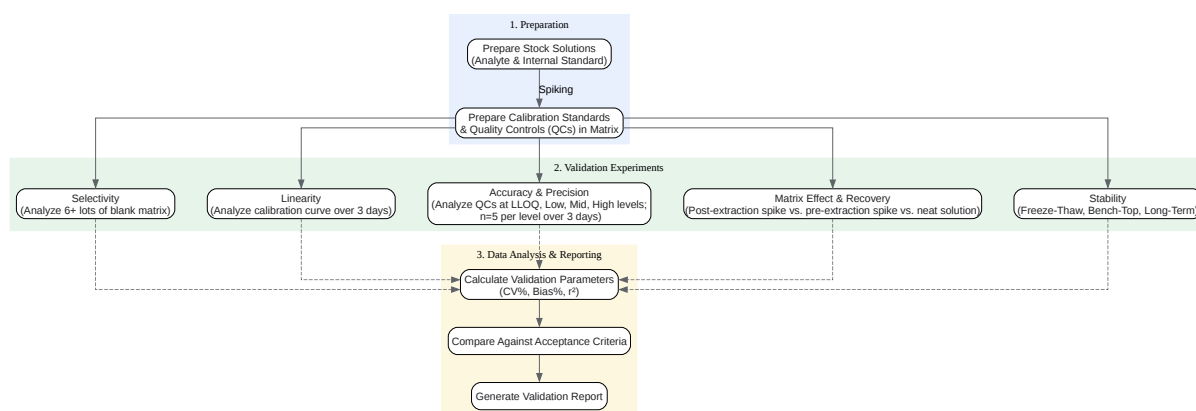 1. Preparation
Prepare Stock Solutions
(Analyte & Internal Standard)
Spiking
Prepare Calibration Standards
& Quality Controls (QCs) in Matrix
2. Validation Experiments
Selectivity
(Analyze 6+ lots of blank matrix)
Linearity
(Analyze calibration curve over 3 days)
Accuracy & Precision
(Analyze QCs at LLOQ, Low, Mid, High levels;
n=5 per level over 3 days)
Matrix Effect & Recovery
(Post-extraction spike vs. pre-extraction spike vs. neat solution)
Stability
(Freeze-Thaw, Bench-Top, Long-Term)
3. Data Analysis & Reporting
Calculate Validation Parameters
(CV%, Bias%, r²)
Compare Against Acceptance Criteria
Generate Validation Report